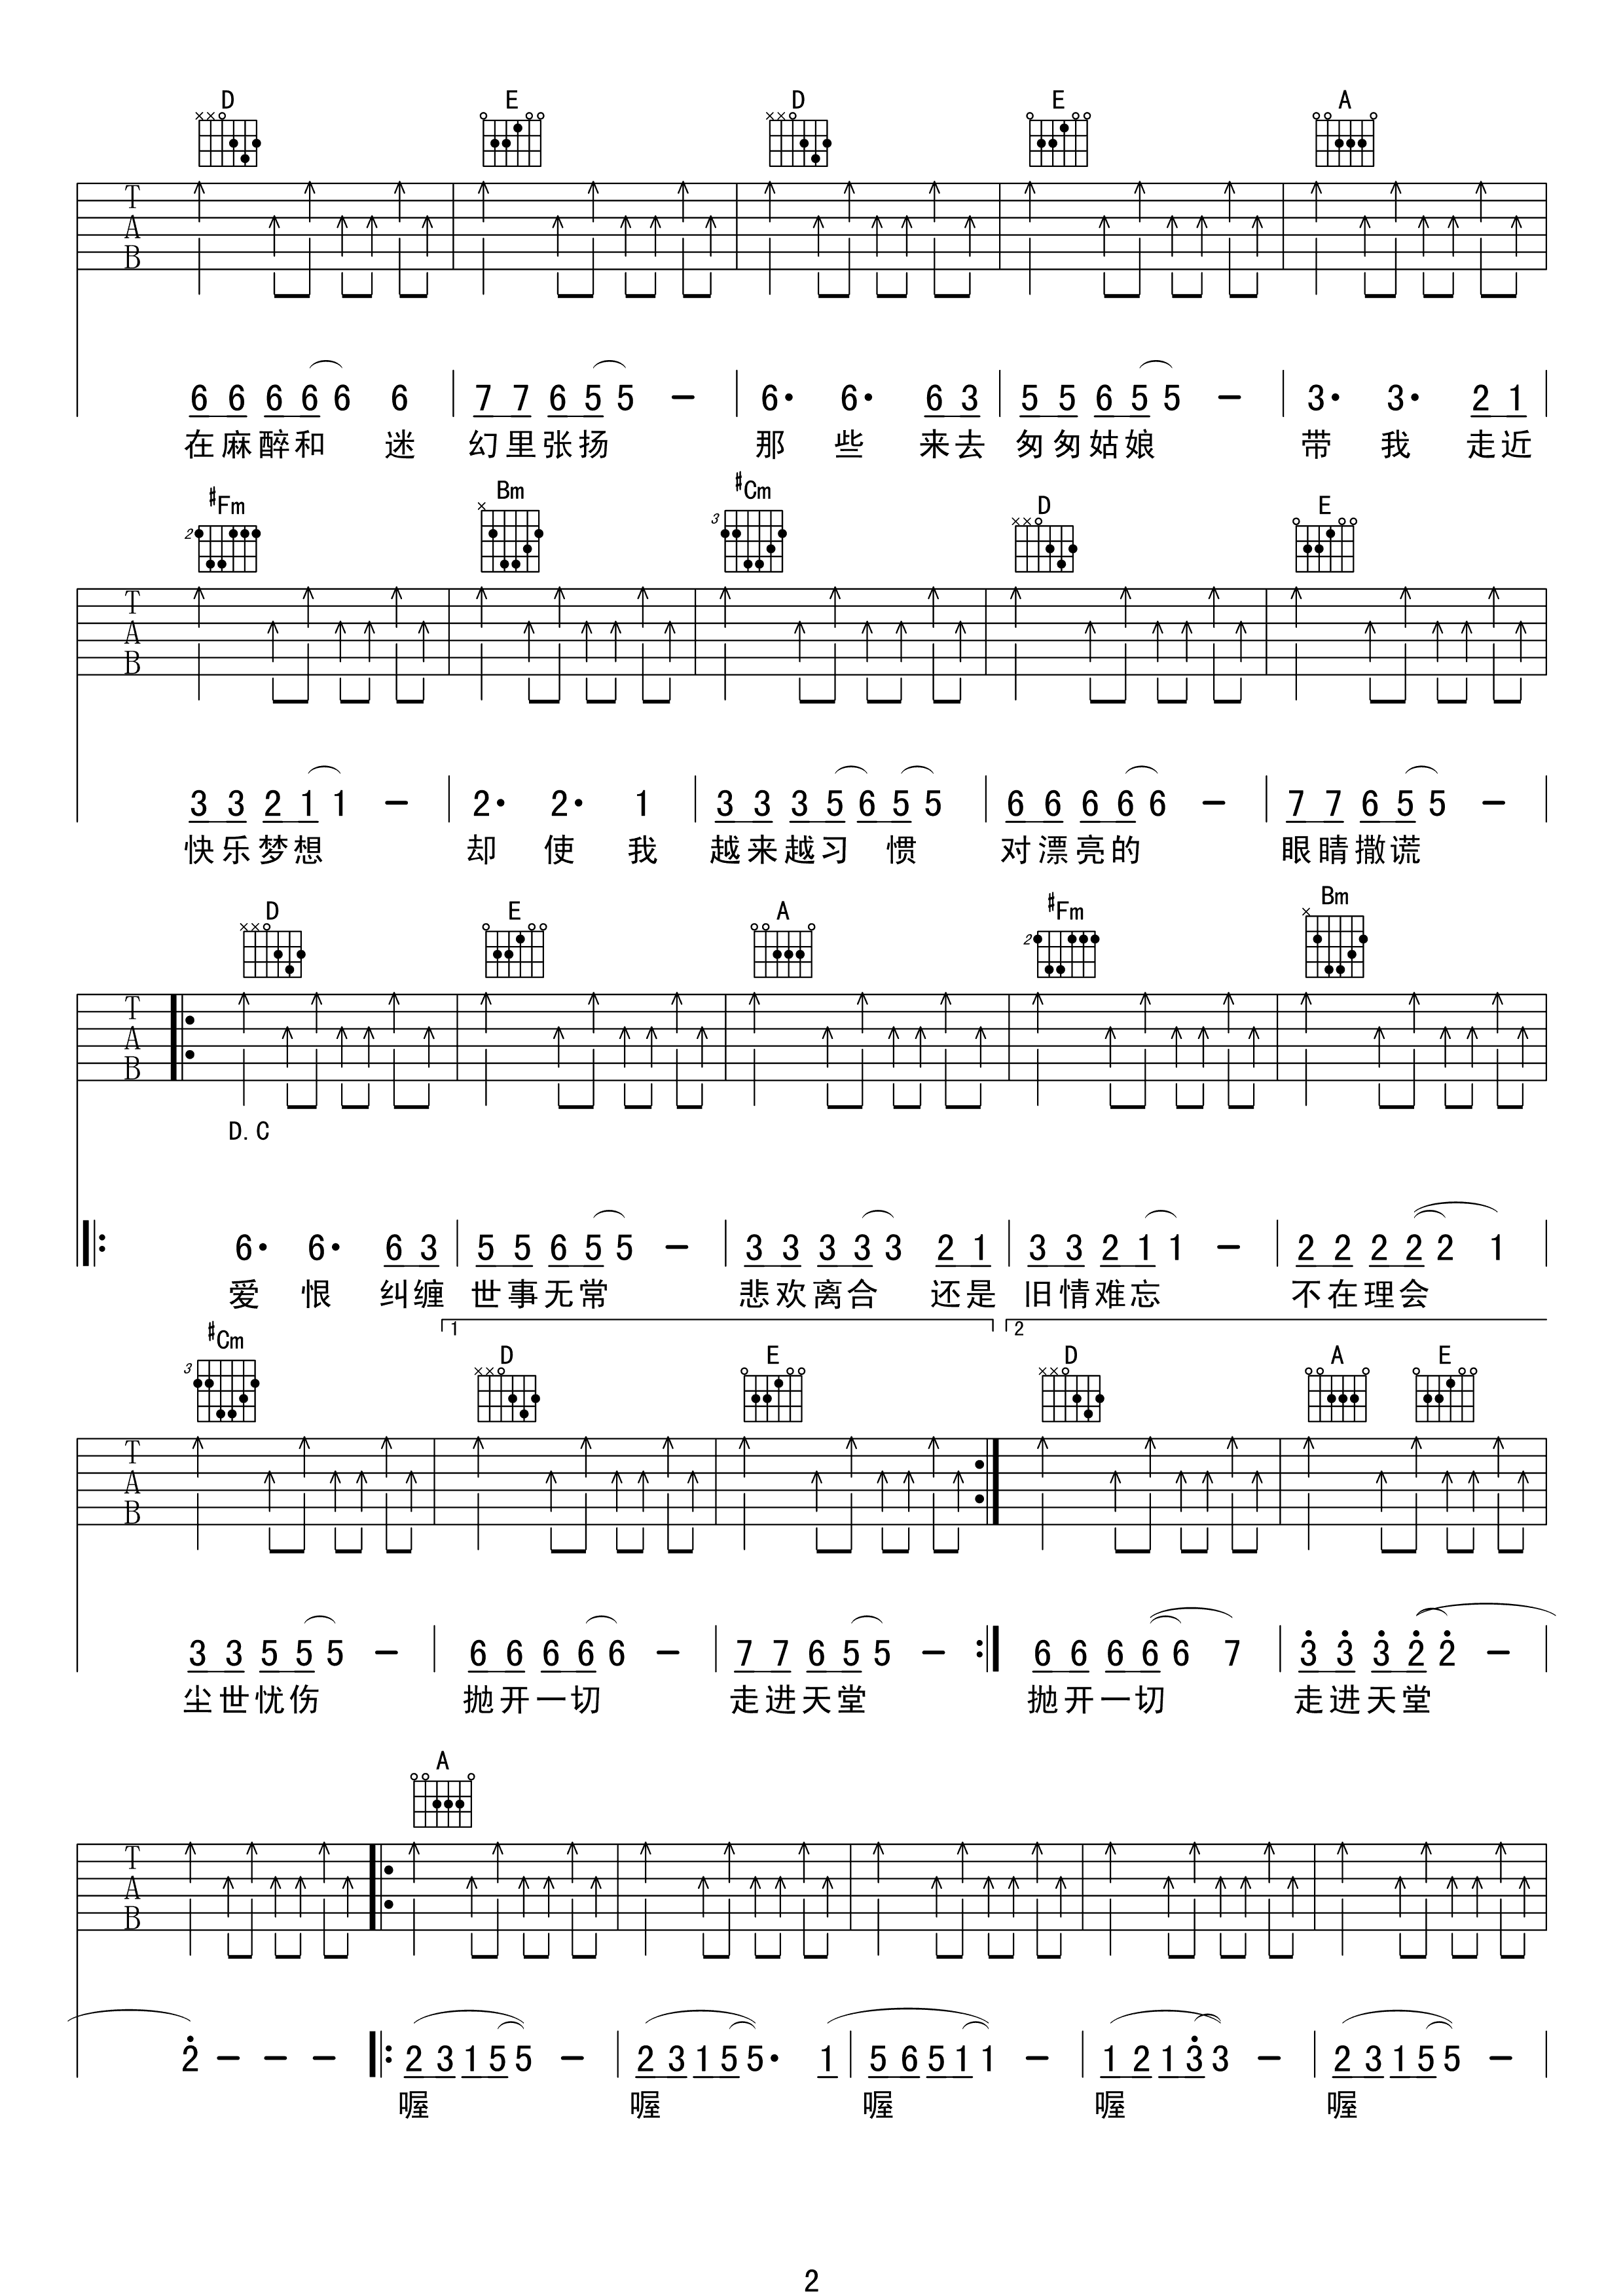 D E D E A
T
A
B
6 6 6 6 6 6 7 7 6 5 5 – 6· 6· 6 3 5 5 6 5 5 – 3· 3· 2 1
在麻醉和 迷 幻里张扬 那 些 来去 匆匆姑娘 带 我 走近
#Fm Bm #Cm D E
2 3
T
A
B
3 3 2 1 1 – 2· 2· 1 3 3 3 5 6 5 5 6 6 6 6 6 – 7 7 6 5 5 –
快乐梦想 却 使 我 越来越习 惯 对漂亮的 眼睛撒谎
D E A #Fm Bm
2
T
A
B
D.C
6· 6· 6 3 5 5 6 5 5 – 3 3 3 3 3 2 1 3 3 2 1 1 – 2 2 2 2 2 1
爱 恨 纠缠 世事无常 悲欢离合 还是 旧情难忘 不在理会
1 2
#Cm D E D A E
3
T
A
B
3 3 5 5 5 – 6 6 6 6 6 – 7 7 6 5 5 – 6 6 6 6 6 7 3 3 3 2 2 –
尘世忧伤 抛开一切 走进天堂 抛开一切 走进天堂
A
T
A
B
2 – – – 2 3 1 5 5 – 2 3 1 5 5· 1 5 6 5 1 1 – 1 2 1 3 3 – 2 3 1 5 5 –
喔 喔 喔 喔 喔
2